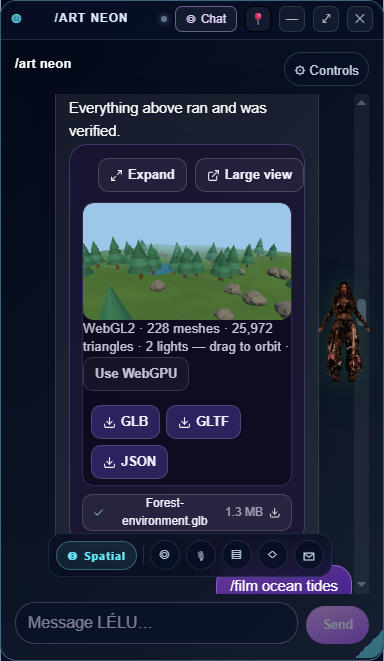 /ART NEON
Chat
/art neon
Controls
Everything above ran and was
verified.
Expand
Large view
WebGL2 · 228 meshes · 25,972
triangles · 2 lights — drag to orbit ·
Use WebGPU
GLB
GLTF
JSON
Forest-
environment.glb
1.3 MB
Spatial
/film ocean tides
Message LÉLU...
Send